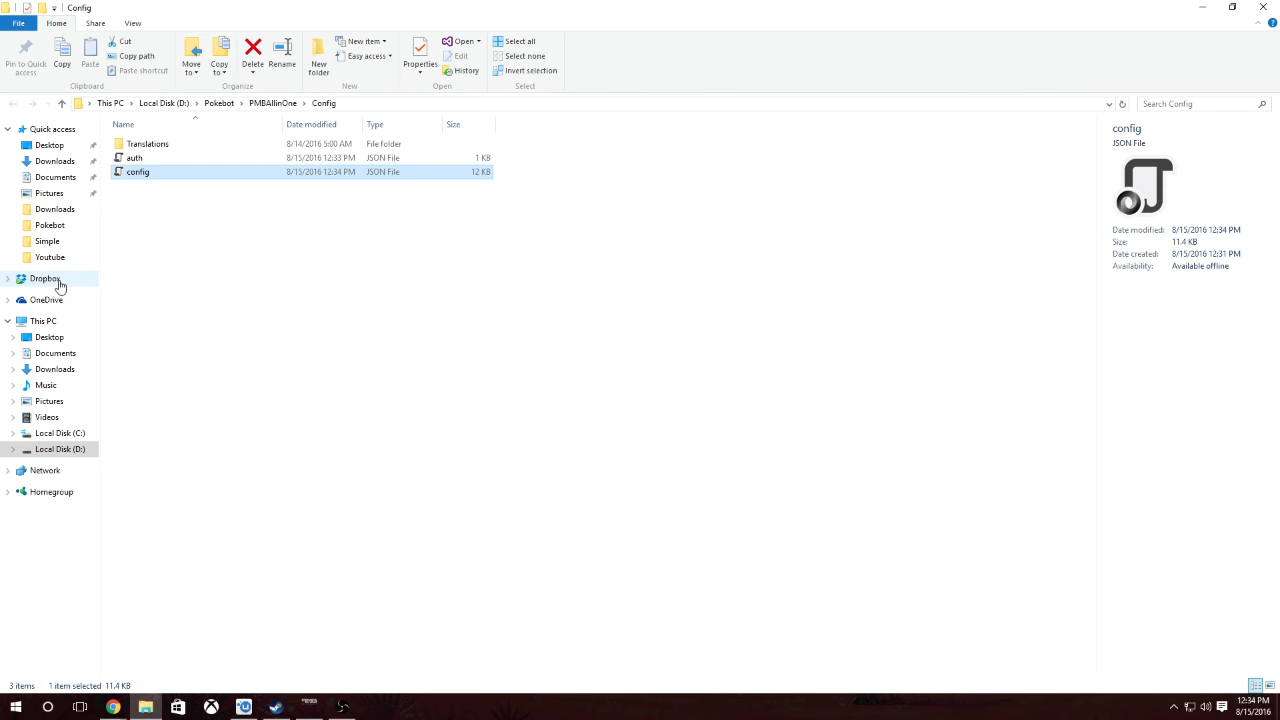 Config
File Home Share View
Pin to Quick access
Copy
Paste
Cut
Copy path
Paste shortcut
Clipboard
Move to
Copy to
Delete
Rename
Organize
New folder
New item
Easy access
New
Properties
Open
Edit
History
Open
Select all
Select none
Invert selection
Select
This PC Local Disk (D:) Pokebot PMBAllinOne Config
Search Config
Name Date modified Type Size
Translations 8/14/2016 5:00 AM File folder
auth 8/15/2016 12:33 PM JSON File 1 KB
config 8/15/2016 12:34 PM JSON File 12 KB
Quick access
Desktop
Downloads
Documents
Pictures
Downloads
Pokebot
Simple
Youtube
Dropbox
OneDrive
This PC
Desktop
Documents
Downloads
Music
Pictures
Videos
Local Disk (C:)
Local Disk (D:)
Network
Homegroup
config
JSON File
Date modified: 8/15/2016 12:34 PM
Size: 11.4 KB
Date created: 8/15/2016 12:31 PM
Availability: Available offline
3 items 1 item selected 11.4 KB
12:34 PM
8/15/2016